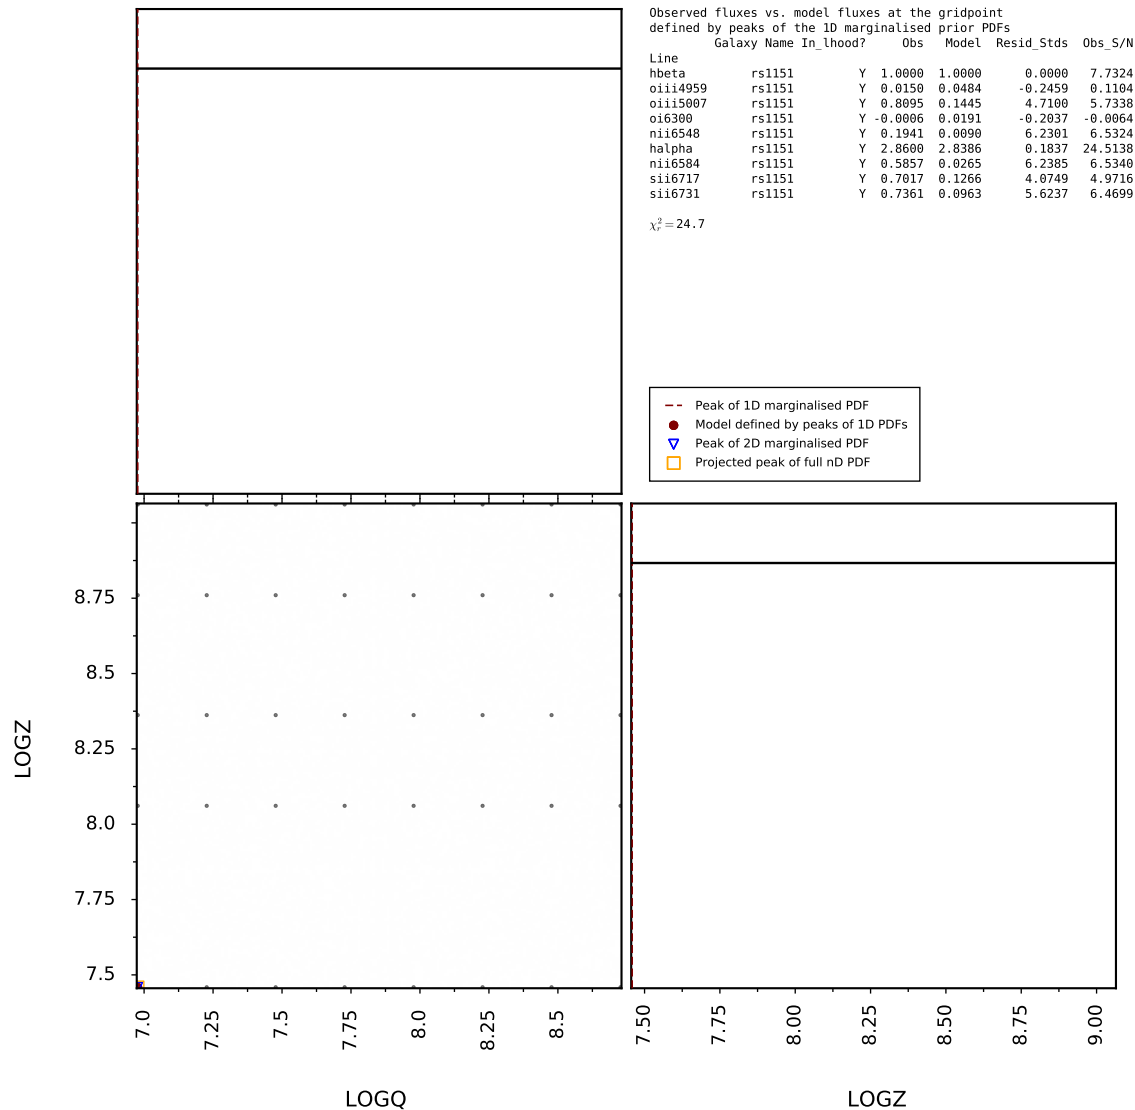 Observed fluxes vs. model fluxes at the gridpoint
defined by peaks of the 1D marginalised prior PDFs
Galaxy Name In_lhood? Obs Model Resid_Stds Obs_S/N
Line
hbeta rs1151 Y 1.0000 1.0000 0.0000 7.7324
oiii4959 rs1151 Y 0.0150 0.0484 -0.2459 0.1104
oiii5007 rs1151 Y 0.8095 0.1445 4.7100 5.7338
oi6300 rs1151 Y -0.0006 0.0191 -0.2037 -0.0064
nii6548 rs1151 Y 0.1941 0.0090 6.2301 6.5324
halpha rs1151 Y 2.8600 2.8386 0.1837 24.5138
nii6584 rs1151 Y 0.5857 0.0265 6.2385 6.5340
sii6717 rs1151 Y 0.7017 0.1266 4.0749 4.9716
sii6731 rs1151 Y 0.7361 0.0963 5.6237 6.4699
χ²ᵣ = 24.7
Peak of 1D marginalised PDF
Model defined by peaks of 1D PDFs
Peak of 2D marginalised PDF
Projected peak of full nD PDF
8.75
8.5
8.25
8.0
7.75
7.5
LOGZ
7.0 7.25 7.5 7.75 8.0 8.25 8.5
LOGQ
7.50 7.75 8.00 8.25 8.50 8.75 9.00
LOGZ